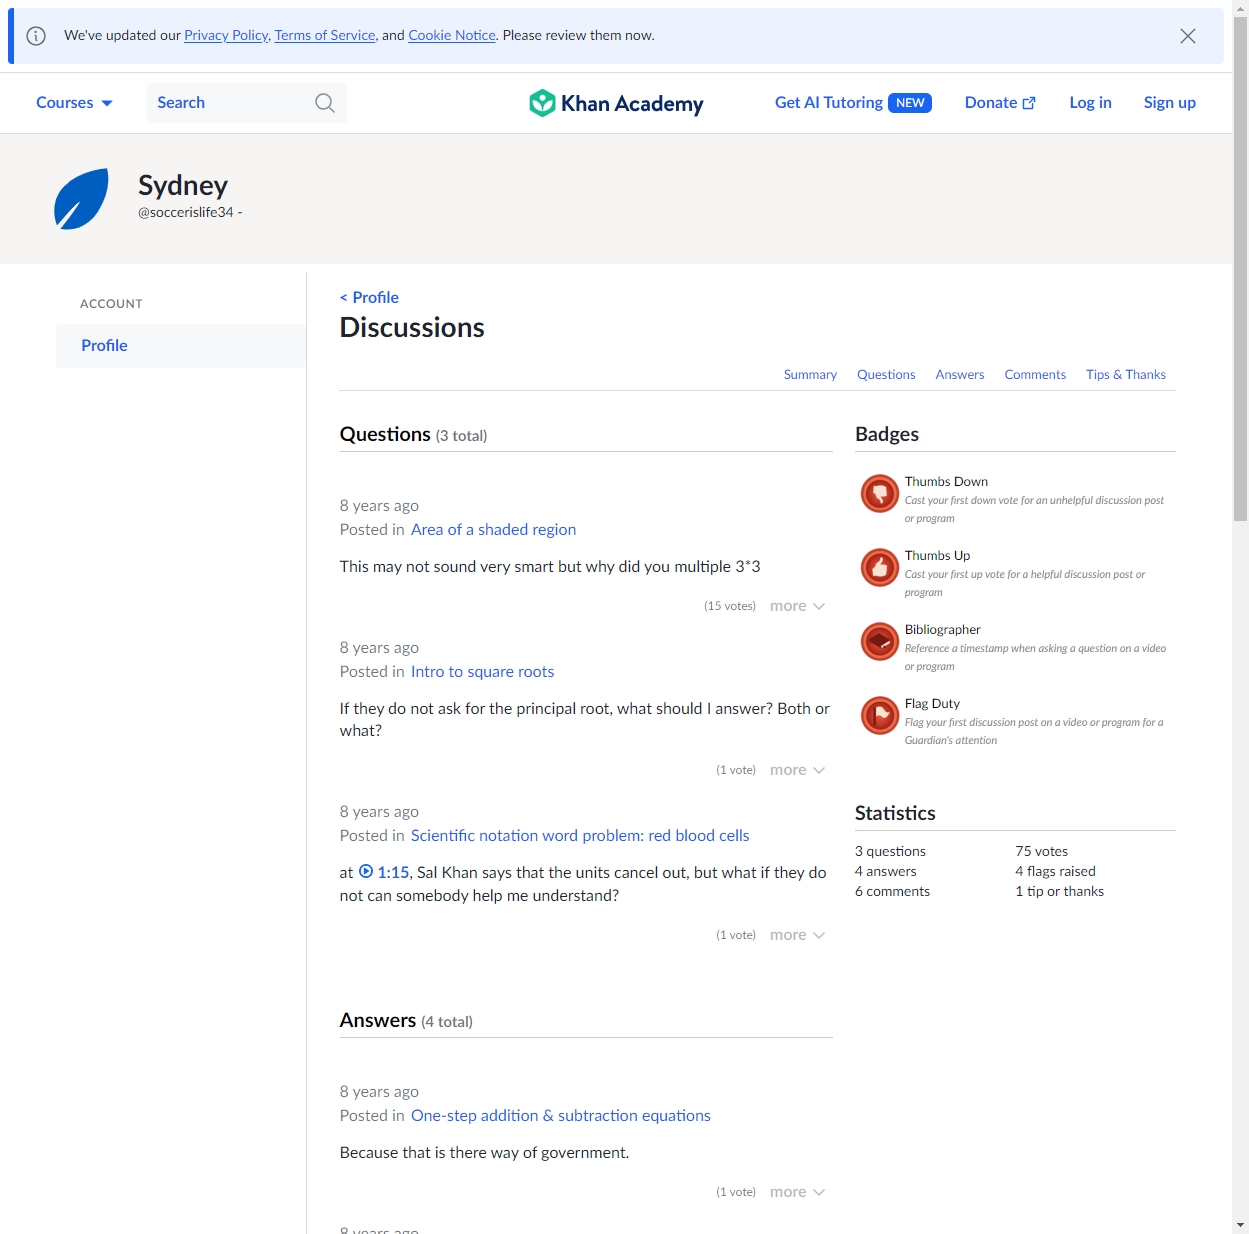 We've updated our Privacy Policy, Terms of Service, and Cookie Notice. Please review them now.
Courses
Search
Khan Academy
Get AI Tutoring NEW
Donate
Log in
Sign up
Sydney
@soccerislife34 -
ACCOUNT
Profile
< Profile
Discussions
Summary
Questions
Answers
Comments
Tips & Thanks
Questions (3 total)
8 years ago
Posted in Area of a shaded region
This may not sound very smart but why did you multiple 3*3
(15 votes) more
8 years ago
Posted in Intro to square roots
If they do not ask for the principal root, what should I answer? Both or
what?
(1 vote) more
8 years ago
Posted in Scientific notation word problem: red blood cells
at 1:15, Sal Khan says that the units cancel out, but what if they do
not can somebody help me understand?
(1 vote) more
Answers (4 total)
8 years ago
Posted in One-step addition & subtraction equations
Because that is there way of government.
(1 vote) more
8 years ago
Badges
Thumbs Down
Cast your first down vote for an unhelpful discussion post
or program
Thumbs Up
Cast your first up vote for a helpful discussion post or
program
Bibliographer
Reference a timestamp when asking a question on a video
or program
Flag Duty
Flag your first discussion post on a video or program for a
Guardian's attention
Statistics
3 questions
75 votes
4 answers
4 flags raised
6 comments
1 tip or thanks